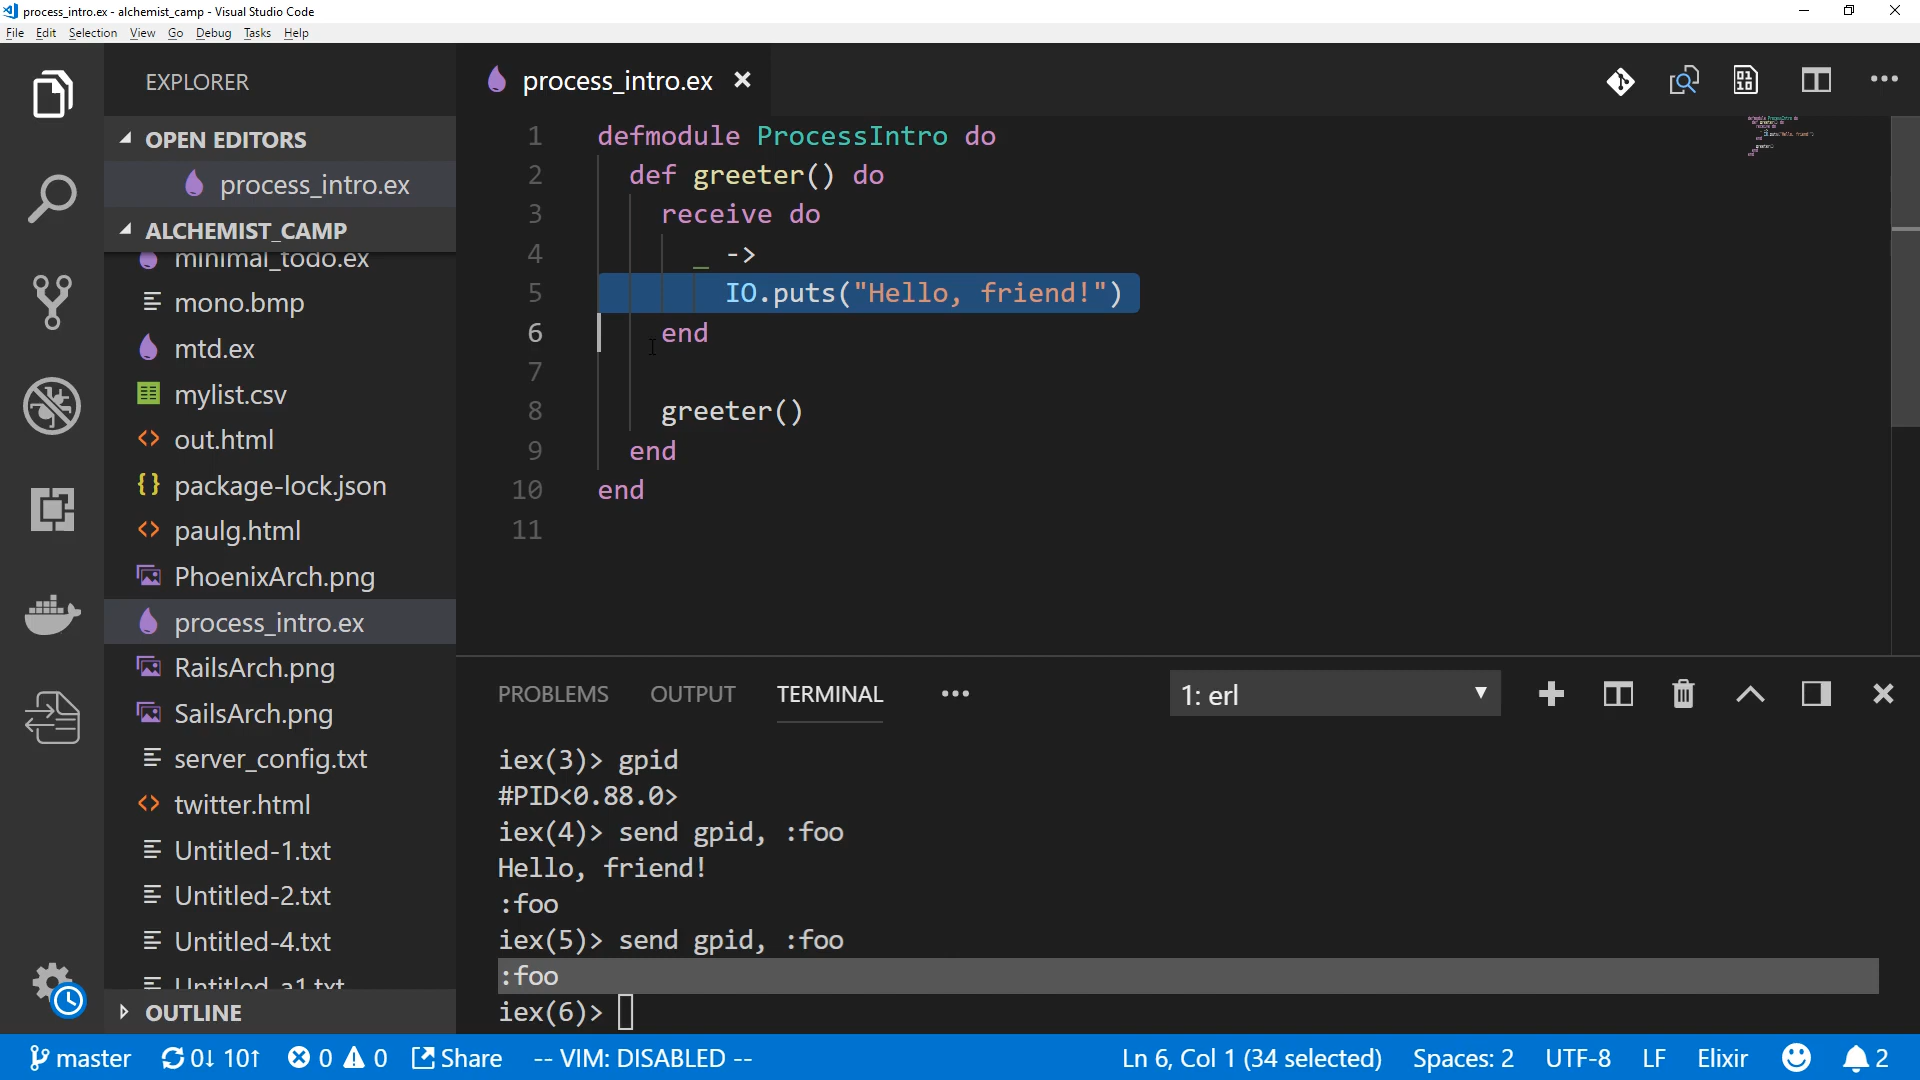 process_intro.ex - alchemist_camp - Visual Studio Code
File Edit Selection View Go Debug Tasks Help
EXPLORER
OPEN EDITORS
process_intro.ex
ALCHEMIST_CAMP
minimal_todo.ex
mono.bmp
mtd.ex
mylist.csv
out.html
package-lock.json
paulg.html
PhoenixArch.png
process_intro.ex
RailsArch.png
SailsArch.png
server_config.txt
twitter.html
Untitled-1.txt
Untitled-2.txt
Untitled-4.txt
Untitled-a1.txt
OUTLINE
process_intro.ex
1 defmodule ProcessIntro do
2 def greeter() do
3 receive do
4 _ ->
5 IO.puts("Hello, friend!")
6 end
7
8 greeter()
9 end
10 end
11
PROBLEMS OUTPUT TERMINAL ••• 1: erl
iex(3)> gpid
#PID<0.88.0>
iex(4)> send gpid, :foo
Hello, friend!
:foo
iex(5)> send gpid, :foo
:foo
iex(6)>
master 0↓ 10↑ 0 0 Share -- VIM: DISABLED -- Ln 6, Col 1 (34 selected) Spaces: 2 UTF-8 LF Elixir 2